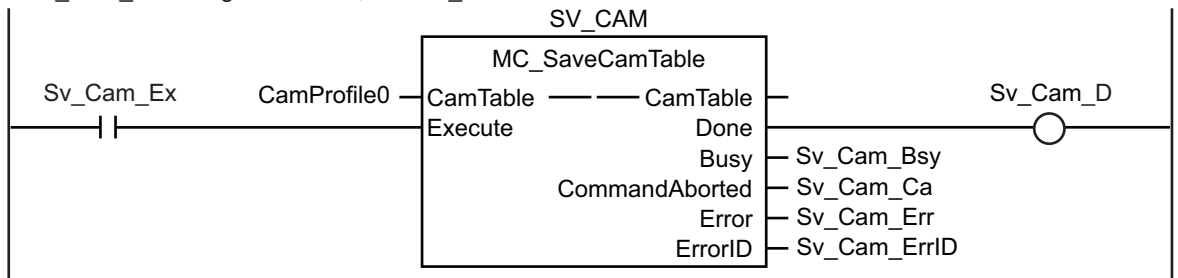 SV_CAM
MC_SaveCamTable
Sv_Cam_Ex CamProfile0 CamTable CamTable Sv_Cam_D
Execute Done
Busy Sv_Cam_Bsy
CommandAborted Sv_Cam_Ca
Error Sv_Cam_Err
ErrorID Sv_Cam_ErrID